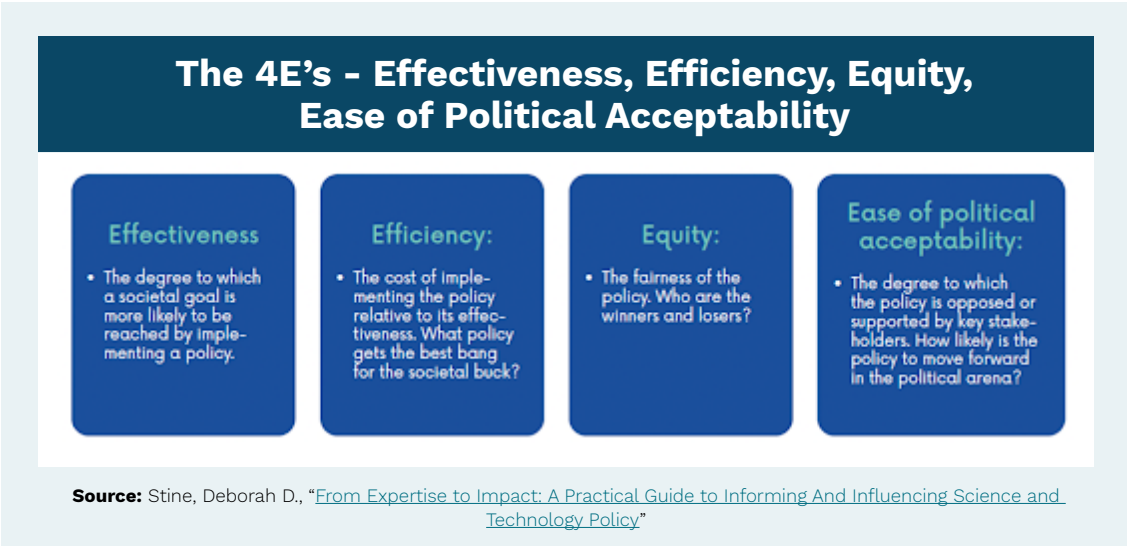 The 4E’s - Effectiveness, Efficiency, Equity,
Ease of Political Acceptability
Effectiveness
• The degree to which
a societal goal is
more likely to be
reached by imple-
menting a policy.
Efficiency:
• The cost of imple-
menting the policy
relative to its effec-
tiveness. What policy
gets the best bang
for the societal buck?
Equity:
• The fairness of the
policy. Who are the
winners and losers?
Ease of political
acceptability:
• The degree to which
the policy is opposed or
supported by key stake-
holders. How likely is the
policy to move forward
in the political arena?
Source: Stine, Deborah D., “From Expertise to Impact: A Practical Guide to Informing And Influencing Science and
Technology Policy”